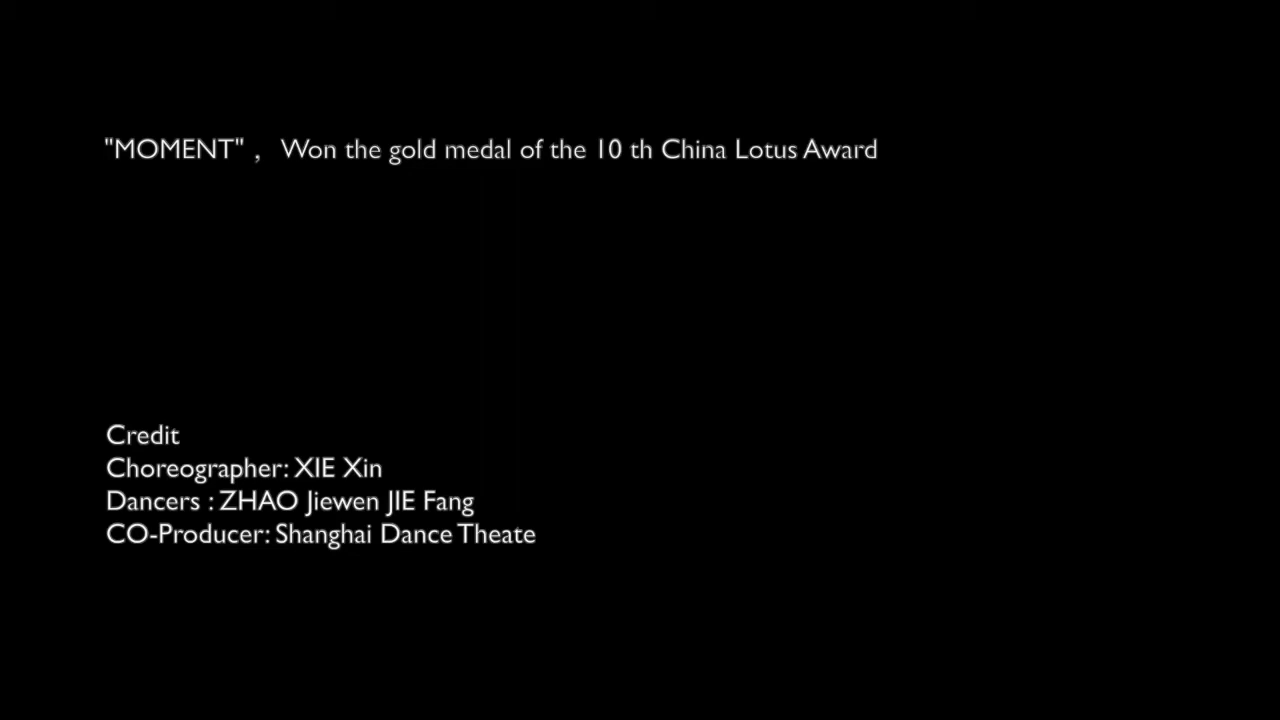 "MOMENT" , Won the gold medal of the 10 th China Lotus Award
Credit
Choreographer: XIE Xin
Dancers : ZHAO Jiewen JIE Fang
CO-Producer: Shanghai Dance Theate